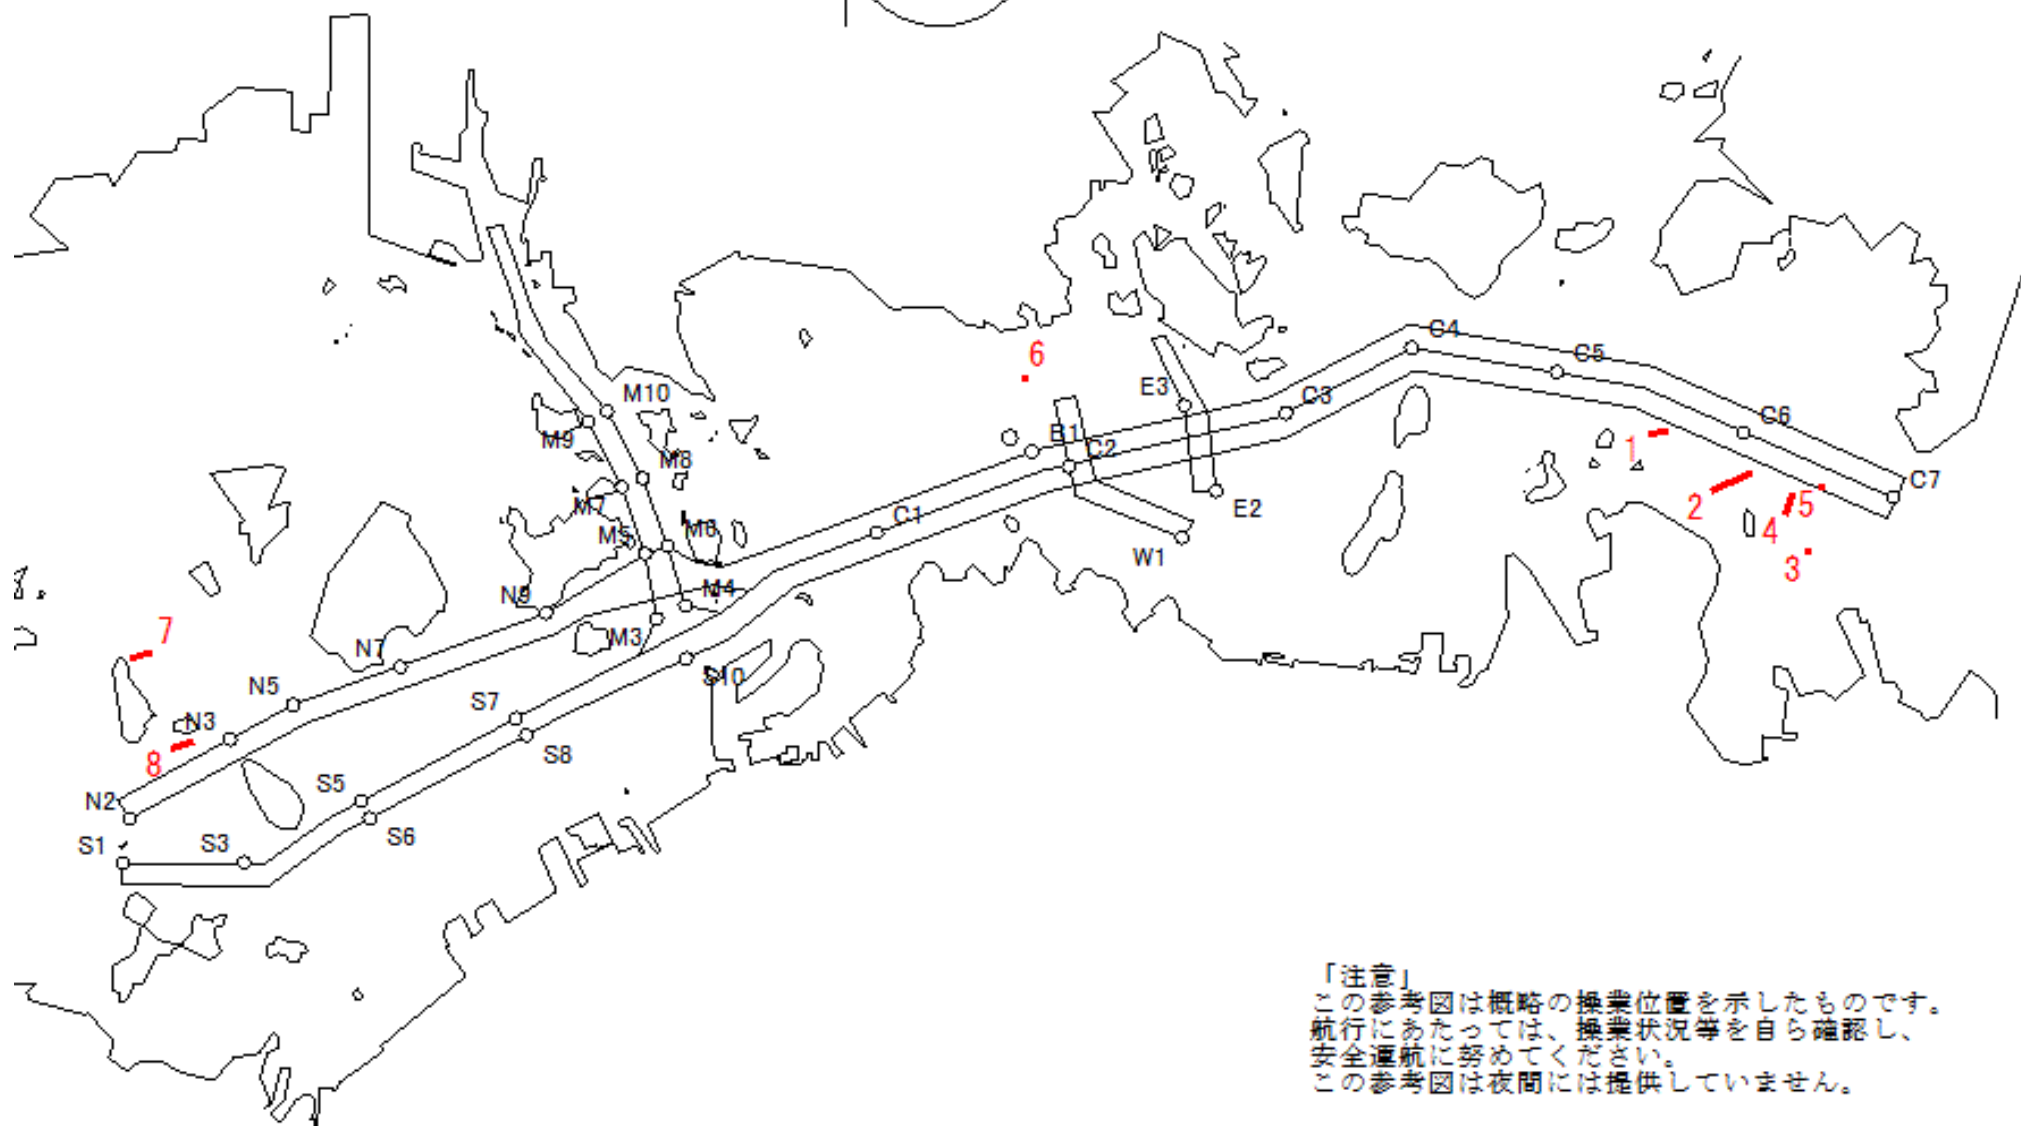 C4
6
C5
E3
M10
C3
C6
B1
1
M9
C2
M8
C7
2
5
M7
E2
4
M5
M6
C1
W1
3
N9
M4
7
M3
N7
S10
N5
S7
N3
S8
8
S5
N2
S6
S1
S3
「注意」
この参考図は概略の操業位置を示したものです。
航行にあたっては、操業状況等を自ら確認し、
安全運航に努めてください。
この参考図は夜間には提供していません。